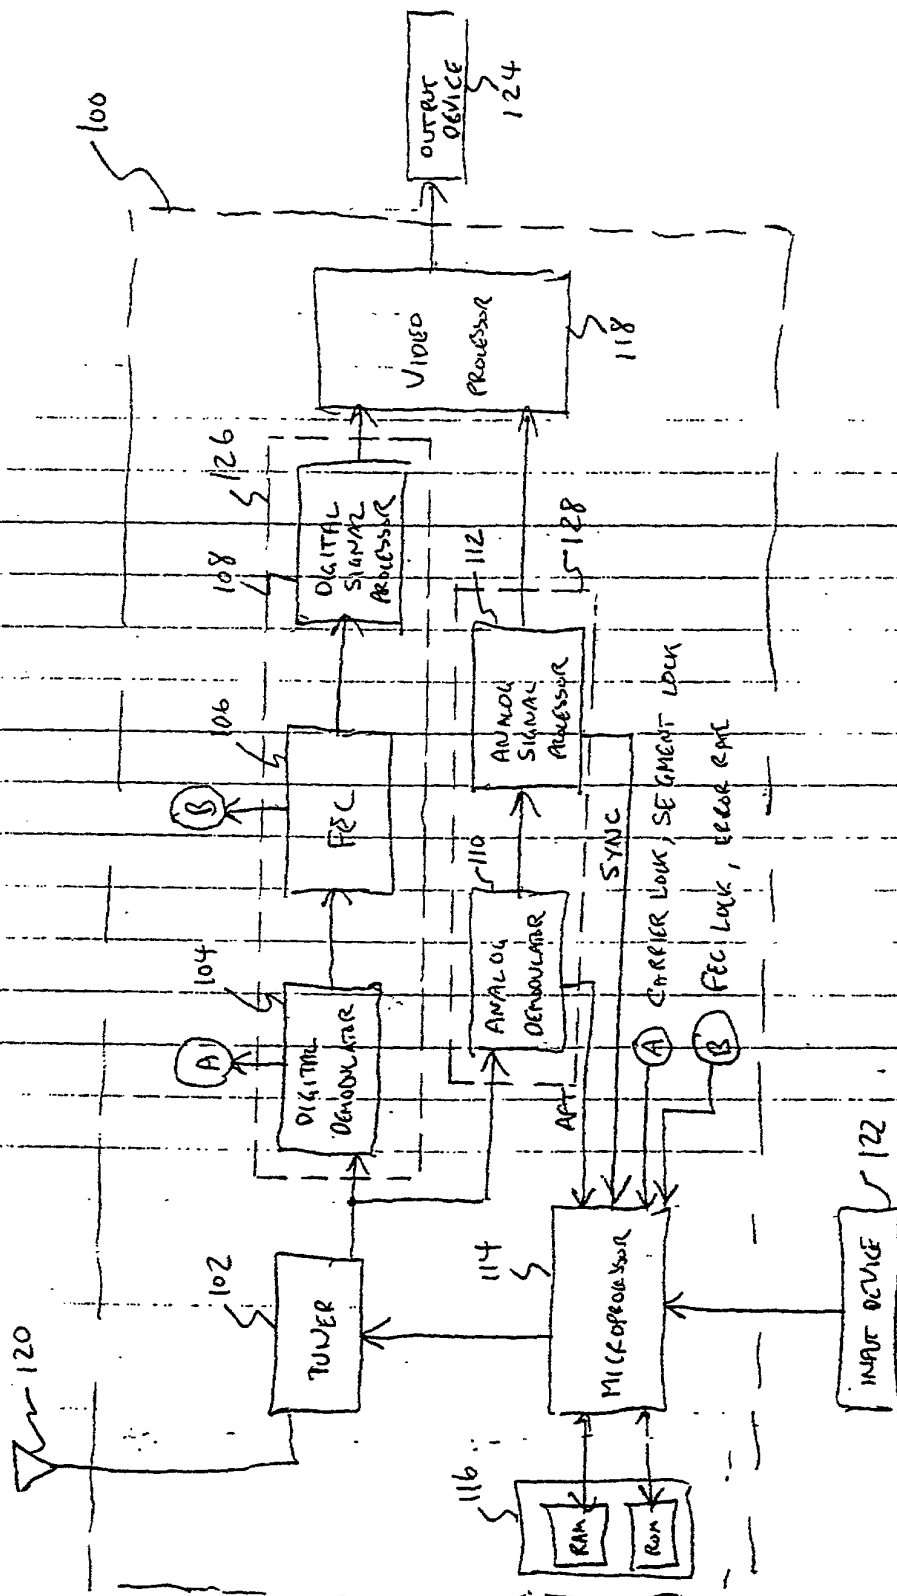 100
120
102
TUNER
104
DIGITAL
DEMODULATOR
A
106
FEC
B
108
126
DIGITAL
SIGNAL
PROCESSOR
VIDEO
PROCESSOR
118
OUTPUT
DEVICE
124
110
ANALOG
DEMODULATOR
112
ANALOG
SIGNAL
PROCESSOR
128
AFT
SYNC
A CARRIER LOCK, SEGMENT LOCK
B FEC LOCK, ERROR RATE
114
MICROPROCESSOR
116
RAM
ROM
INPUT DEVICE
122